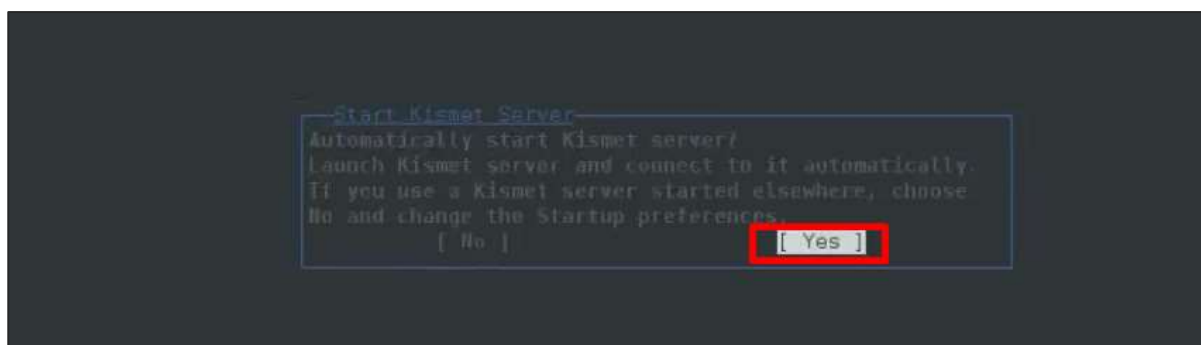 Start Kismet Server
Automatically start Kismet server?
Launch Kismet server and connect to it automatically.
If you use a Kismet server started elsewhere, choose
No and change the Startup preferences.
[ No ] [ Yes ]